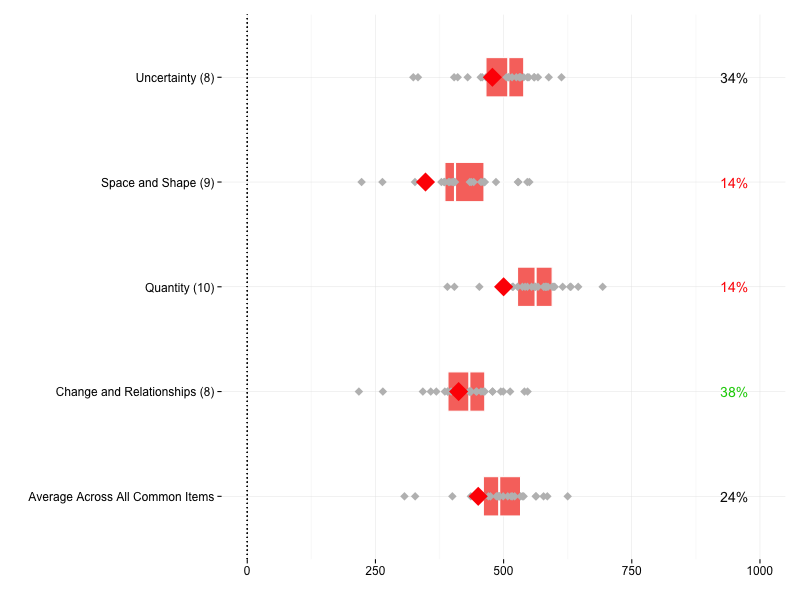 Uncertainty (8) 34%
Space and Shape (9) 14%
Quantity (10) 14%
Change and Relationships (8) 38%
Average Across All Common Items 24%
0 250 500 750 1000